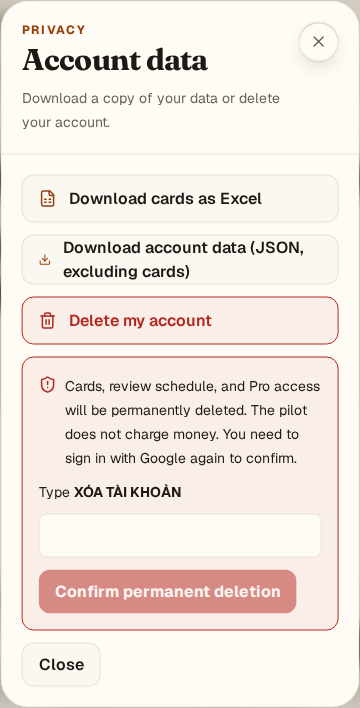 PRIVACY
Account data
Download a copy of your data or delete
your account.
Download cards as Excel
Download account data (JSON,
excluding cards)
Delete my account
Cards, review schedule, and Pro access
will be permanently deleted. The pilot
does not charge money. You need to
sign in with Google again to confirm.
Type XÓA TÀI KHOẢN
Confirm permanent deletion
Close